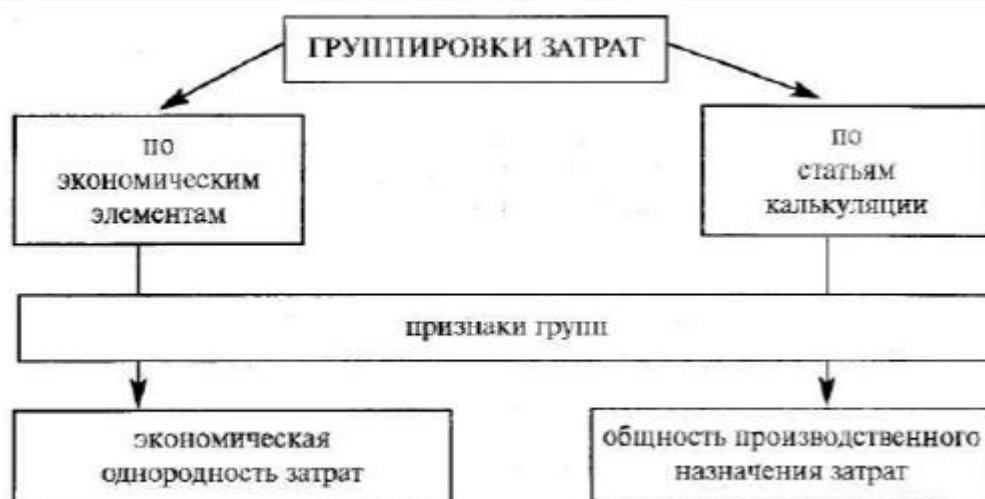 ГРУППИРОВКИ ЗАТРАТ
по
экономическим
элементам
по
статьям
калькуляции
признаки групп
экономическая
однородность затрат
общность производственного
назначения затрат